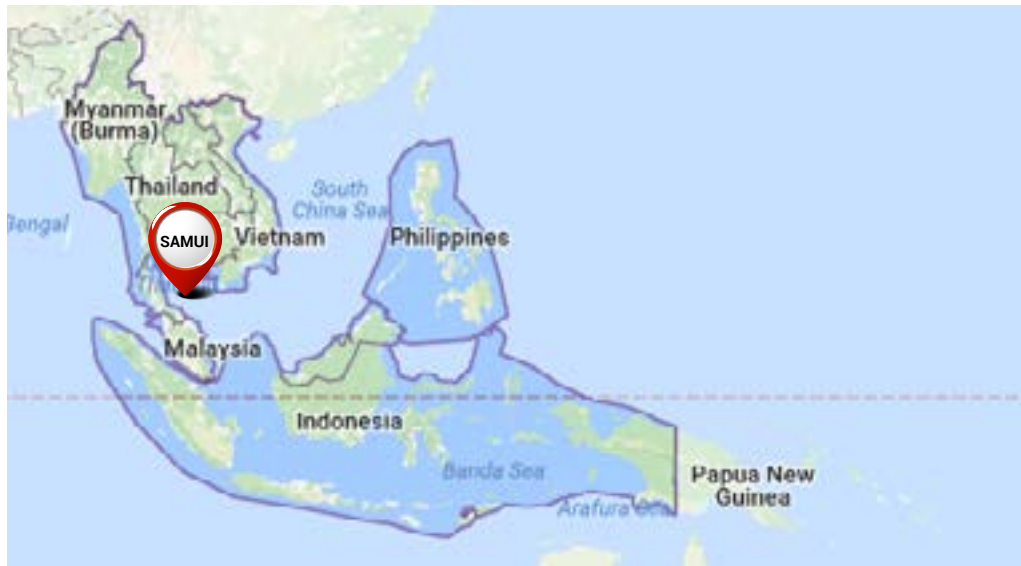 Myanmar
(Burma)
Thailand
South
China Sea
Bengal
SAMUI
Vietnam
Philippines
Malaysia
Indonesia
Banda Sea
Papua New
Guinea
Arafura Sea